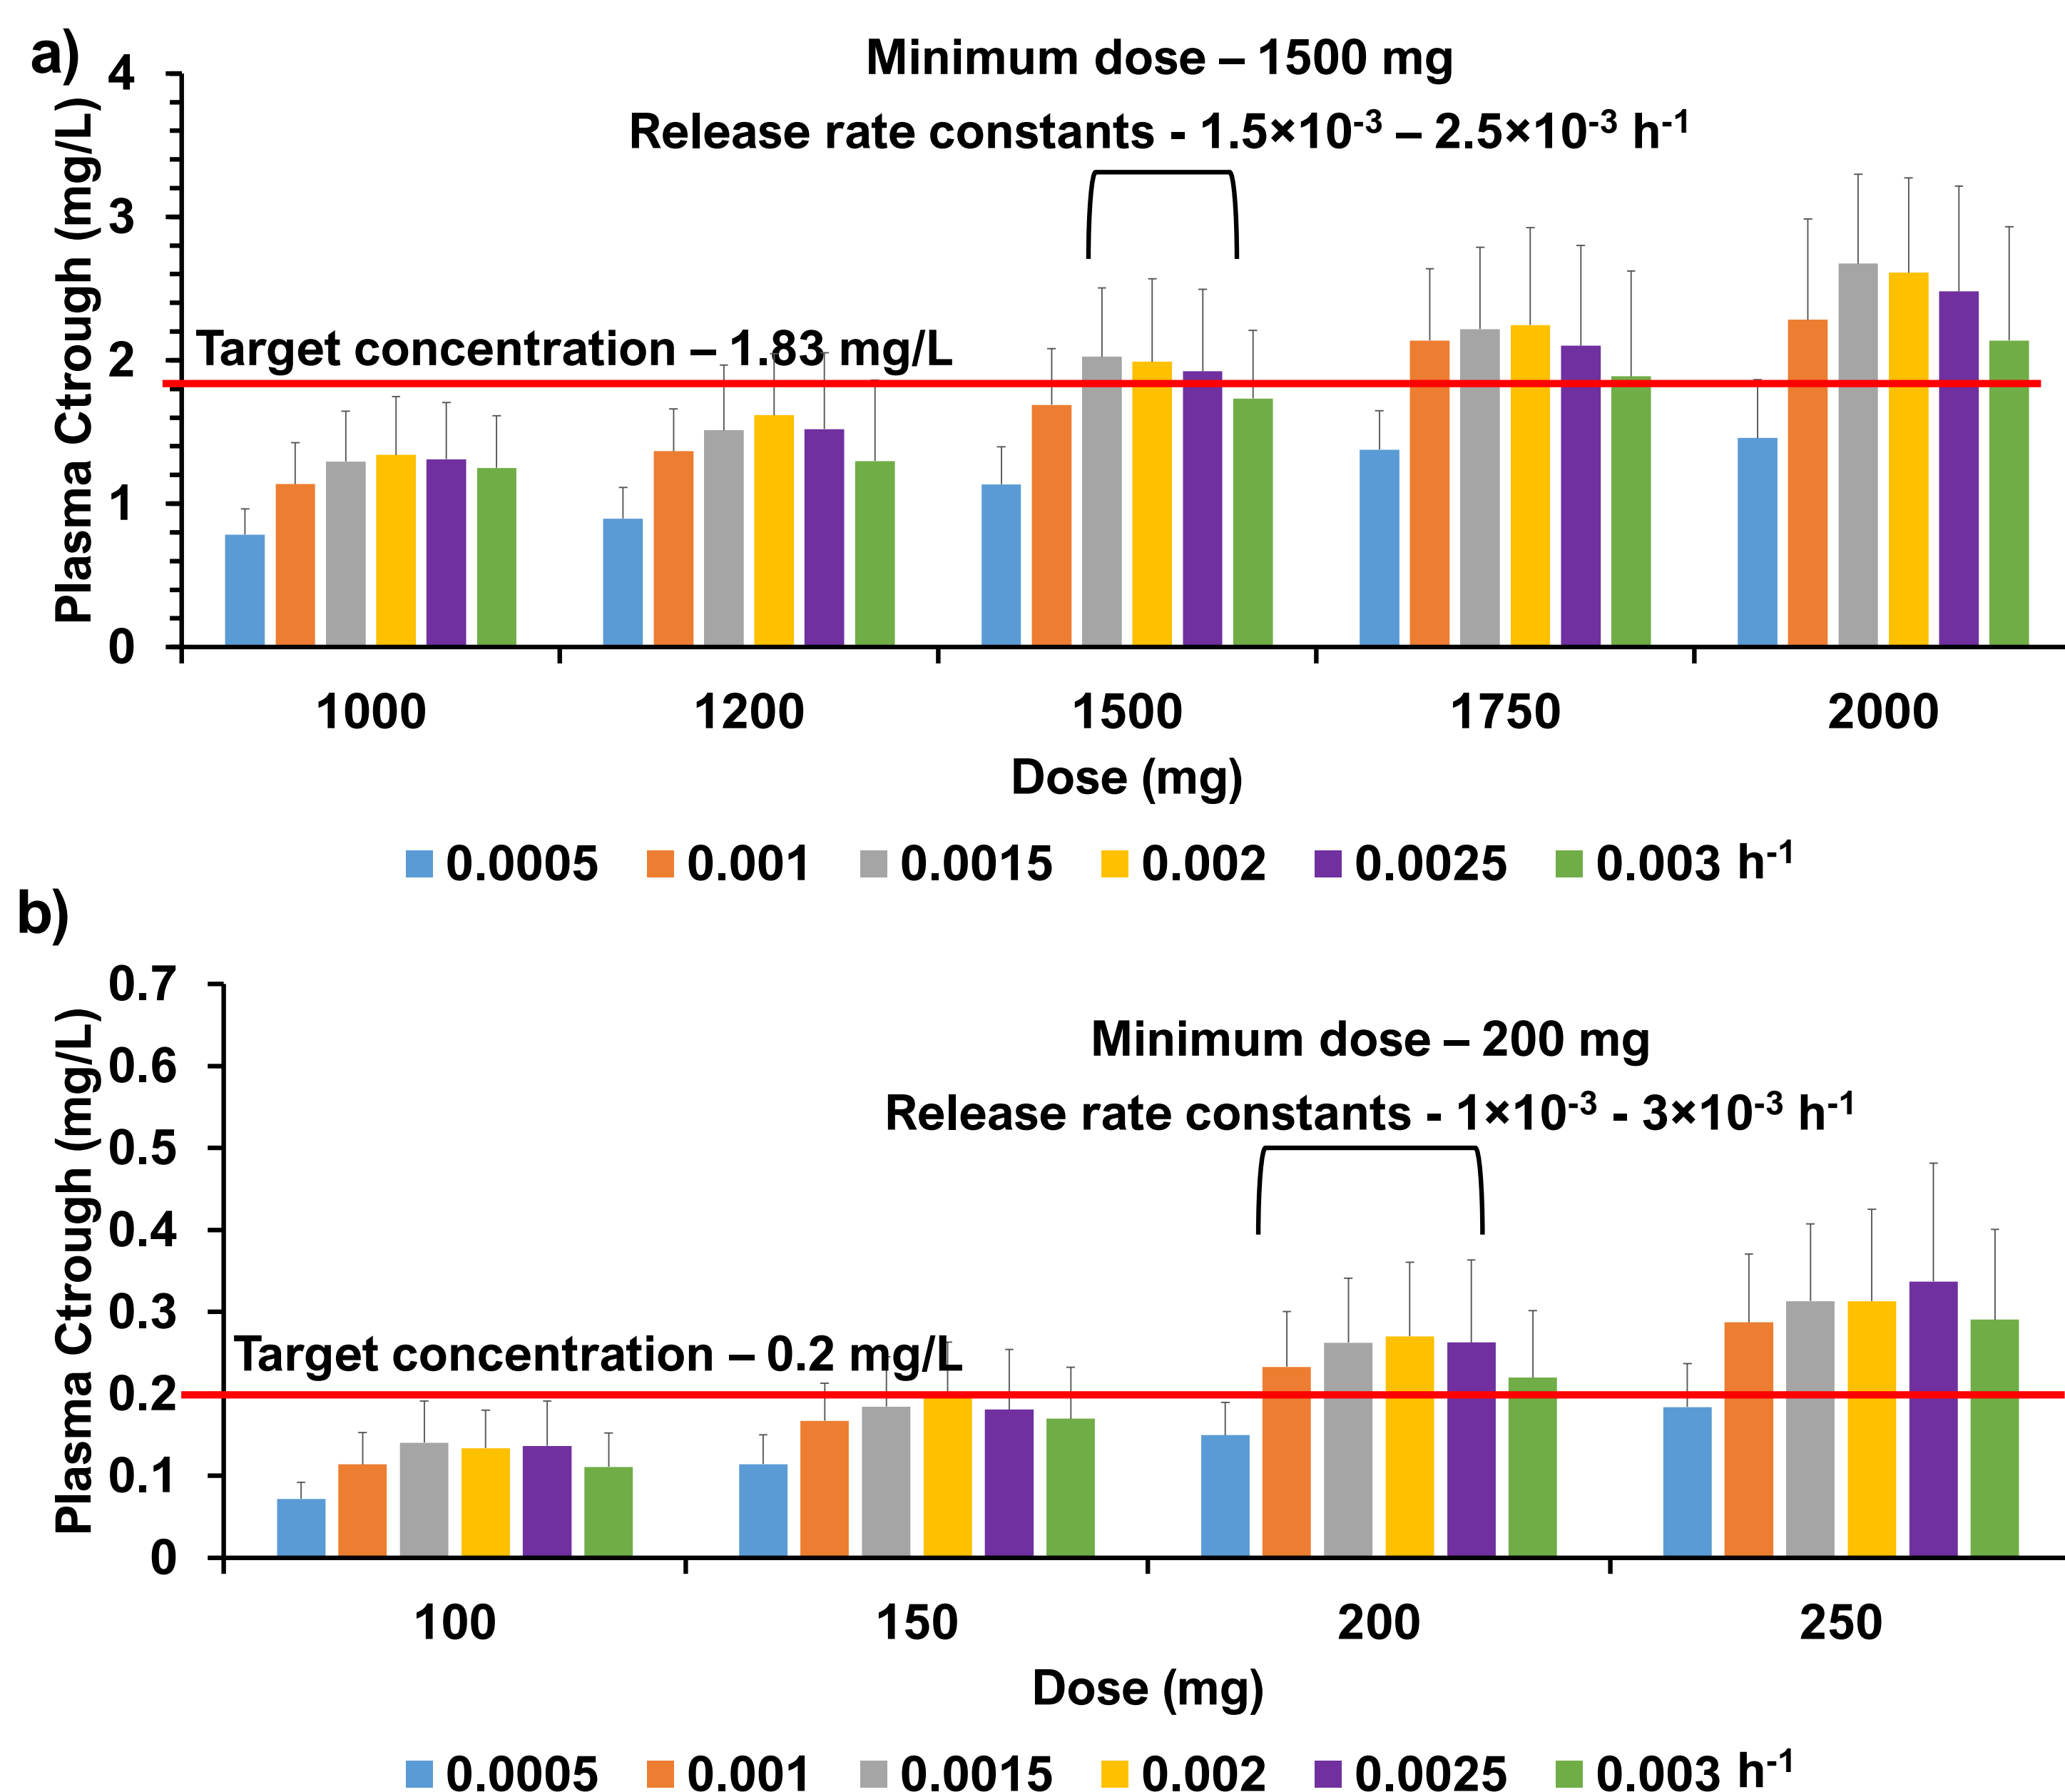 a)
Minimum dose – 1500 mg
Release rate constants - 1.5×10⁻³ – 2.5×10⁻³ h⁻¹
Target concentration – 1.83 mg/L
Plasma Ctrough (mg/L)
4
3
2
1
0
1000 1200 1500 1750 2000
Dose (mg)
0.0005 0.001 0.0015 0.002 0.0025 0.003 h⁻¹
b)
Minimum dose – 200 mg
Release rate constants - 1×10⁻³ - 3×10⁻³ h⁻¹
Target concentration – 0.2 mg/L
Plasma Ctrough (mg/L)
0.7
0.6
0.5
0.4
0.3
0.2
0.1
0
100 150 200 250
Dose (mg)
0.0005 0.001 0.0015 0.002 0.0025 0.003 h⁻¹